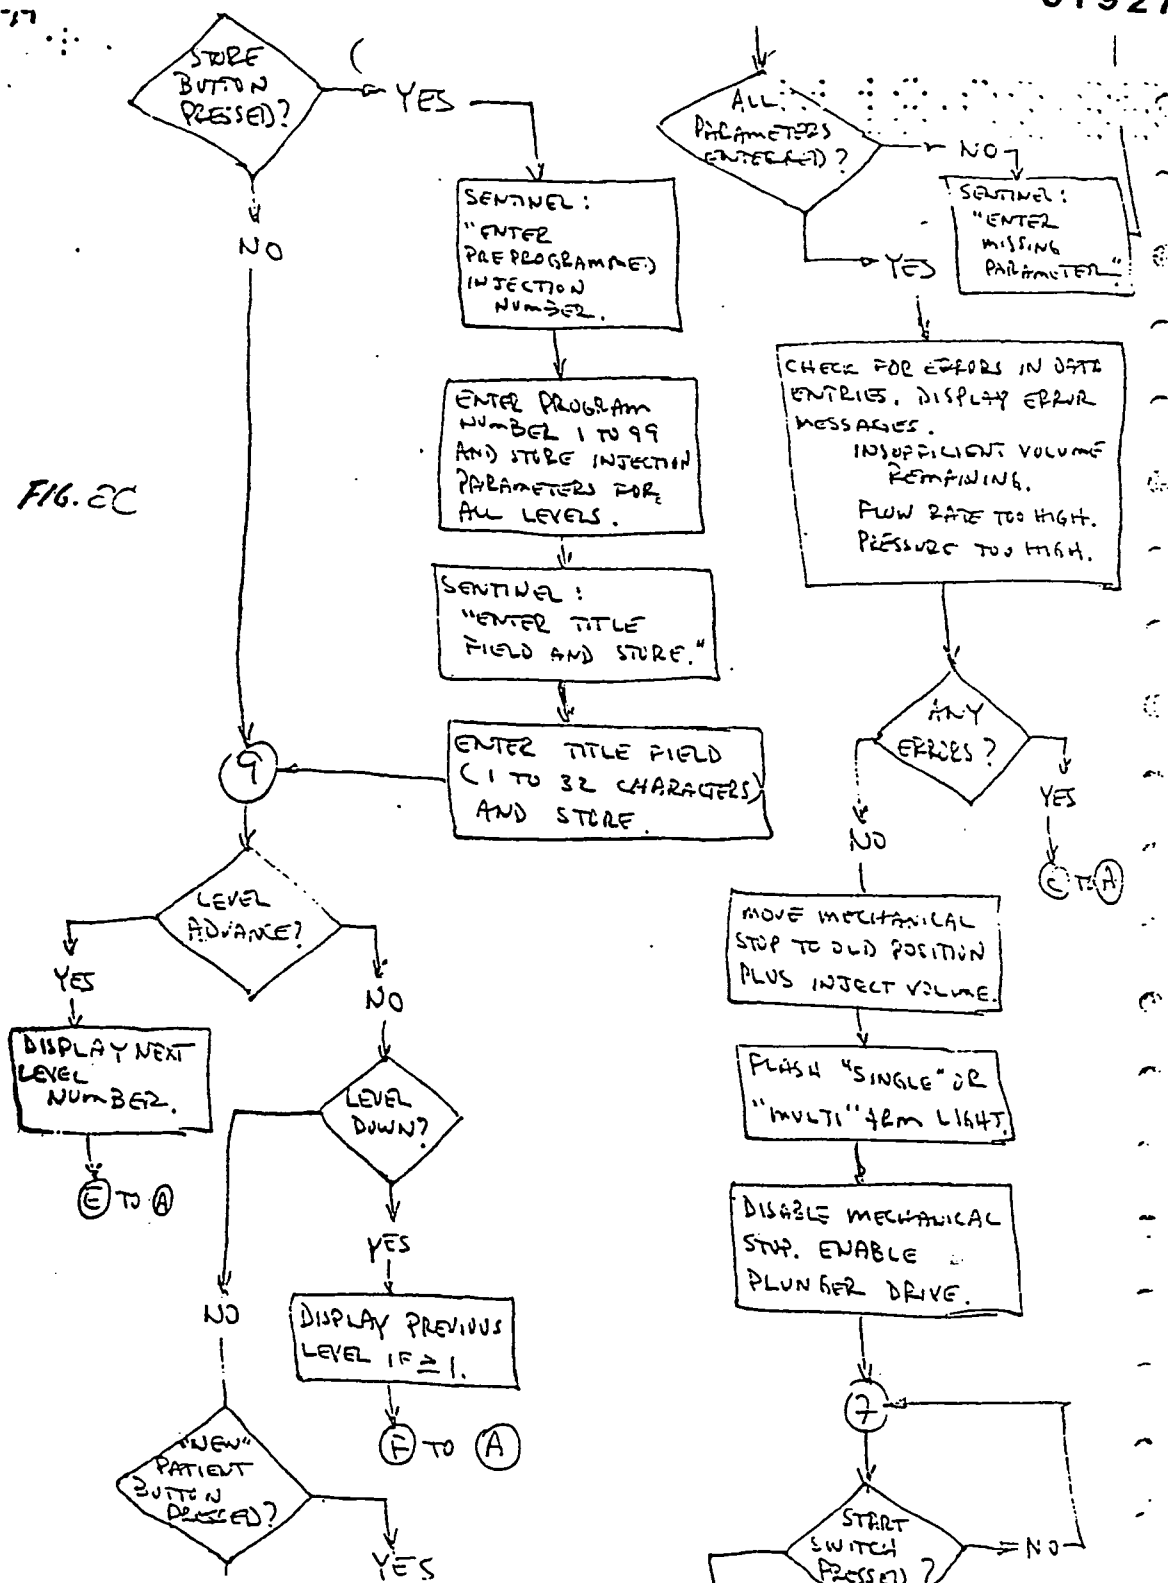 STORE
BUTTON
PRESSED?
YES
NO
SENTINEL:
"ENTER
PREPROGRAMMED
INJECTION
NUMBER.
ENTER PROGRAM
NUMBER 1 TO 99
AND STORE INJECTION
PARAMETERS FOR
ALL LEVELS.
FIG. 2C
SENTINEL:
"ENTER TITLE
FIELD AND STORE."
ENTER TITLE FIELD
(1 TO 32 CHARACTERS)
AND STORE.
9
LEVEL
ADVANCE?
YES
NO
DISPLAY NEXT
LEVEL
NUMBER.
E TO A
LEVEL
DOWN?
YES
NO
DISPLAY PREVIOUS
LEVEL IF ≥ 1.
F TO A
"NEW"
PATIENT
BUTTON
PRESSED?
YES
ALL
PARAMETERS
ENTERED?
NO
SENTINEL:
"ENTER
MISSING
PARAMETER"
YES
CHECK FOR ERRORS IN DATA
ENTRIES. DISPLAY ERROR
MESSAGES.
INSUFFICIENT VOLUME
REMAINING.
FLOW RATE TOO HIGH.
PRESSURE TOO HIGH.
ANY
ERRORS?
YES
NO
C TO A
MOVE MECHANICAL
STOP TO OLD POSITION
PLUS INJECT VOLUME.
FLASH "SINGLE" OR
"MULTI" ARM LIGHT.
DISABLE MECHANICAL
STOP. ENABLE
PLUNGER DRIVE.
7
START
SWITCH
PRESSED?
NO